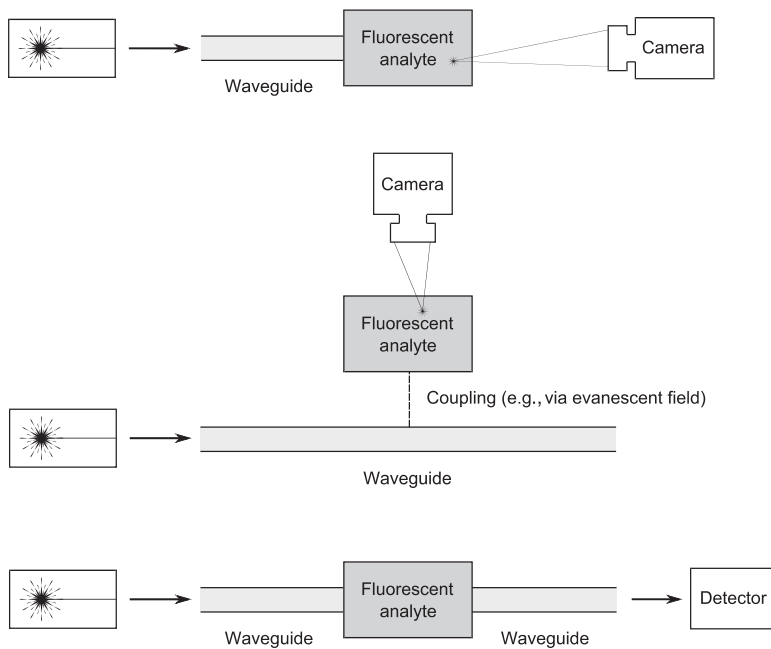 Fluorescent
analyte
Camera
Waveguide
Camera
Fluorescent
analyte
Coupling (e.g., via evanescent field)
Waveguide
Fluorescent
analyte
Detector
Waveguide
Waveguide